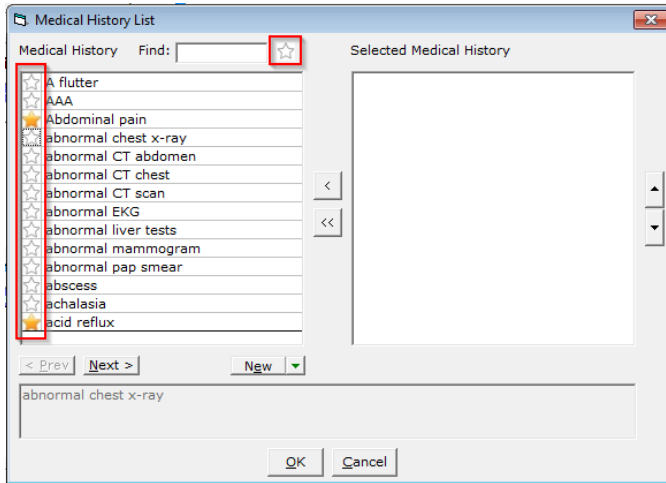 Medical History List
Medical History Find: Selected Medical History
A flutter
AAA
Abdominal pain
abnormal chest x-ray
abnormal CT abdomen
abnormal CT chest
abnormal CT scan
abnormal EKG
abnormal liver tests
abnormal mammogram
abnormal pap smear
abscess
achalasia
acid reflux
<
<<
< Prev Next > New
abnormal chest x-ray
OK Cancel